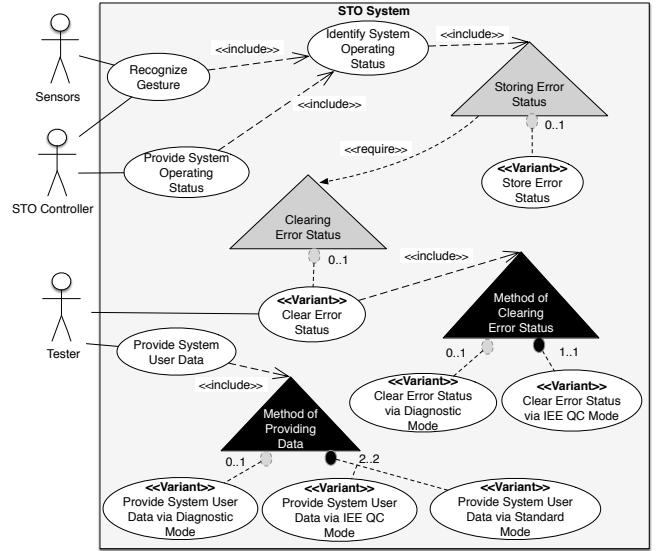 STO System
Sensors
Recognize
Gesture
<<include>>
Identify System
Operating
Status
<<include>>
Storing Error
Status
0..1
<<include>>
STO Controller
Provide System
Operating
Status
<<require>>
<<Variant>>
Store Error
Status
Clearing
Error Status
0..1
<<include>>
Tester
<<Variant>>
Clear Error
Status
Method of
Clearing
Error Status
0..1
1..1
Provide System
User Data
<<include>>
<<Variant>>
Clear Error Status
via Diagnostic
Mode
<<Variant>>
Clear Error Status
via IEE QC Mode
Method of
Providing
Data
0..1
2..2
<<Variant>>
Provide System User
Data via Diagnostic
Mode
<<Variant>>
Provide System User
Data via IEE QC
Mode
<<Variant>>
Provide System User
Data via Standard
Mode